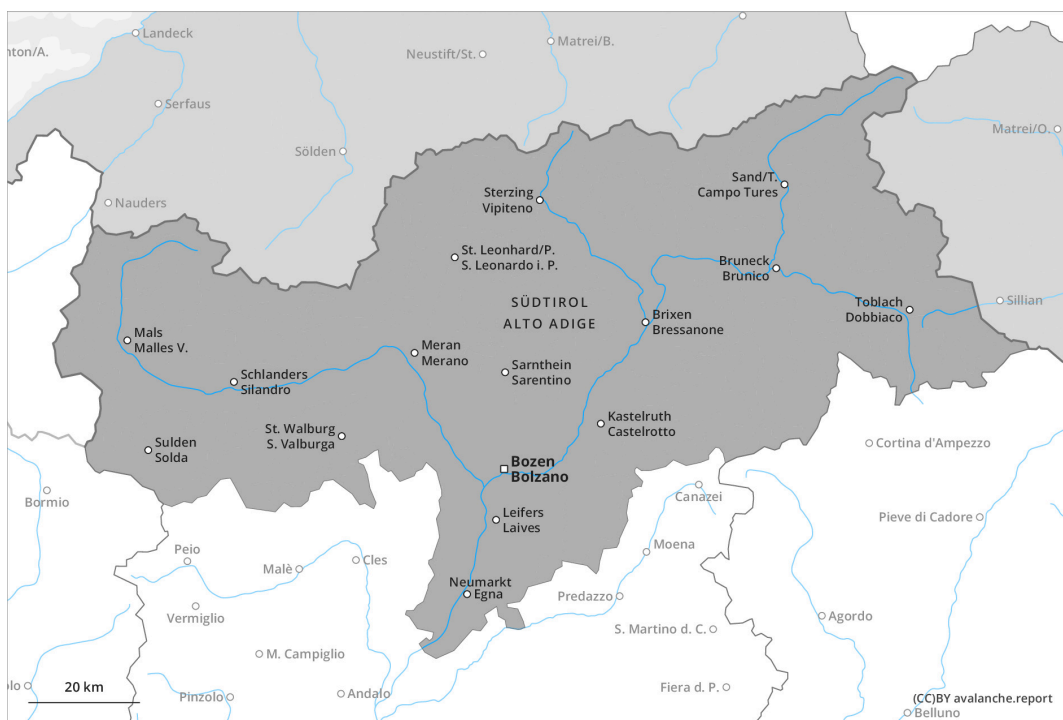 Landeck
nton/A.
Neustift/St.
Matrei/B.
Serfaus
Sölden
Matrei/O.
Nauders
Sterzing
Vipiteno
Sand/T.
Campo Tures
St. Leonhard/P.
S. Leonardo i. P.
Bruneck
Brunico
SÜDTIROL
ALTO ADIGE
Brixen
Bressanone
Toblach
Dobbiaco
Sillian
Mals
Malles V.
Meran
Merano
Schlanders
Silandro
Sarnthein
Sarentino
St. Walburg
S. Valburga
Kastelruth
Castelrotto
Sulden
Solda
Cortina d'Ampezzo
Bozen
Bolzano
Bormio
Canazei
Leifers
Laives
Pieve di Cadore
Peio
Malè
Cles
Moena
Neumarkt
Egna
Predazzo
Vermiglio
Agordo
S. Martino d. C.
M. Campiglio
olo
20 km
Pinzolo
Andalo
Fiera d. P.
(CC)BY avalanche.report
Belluno